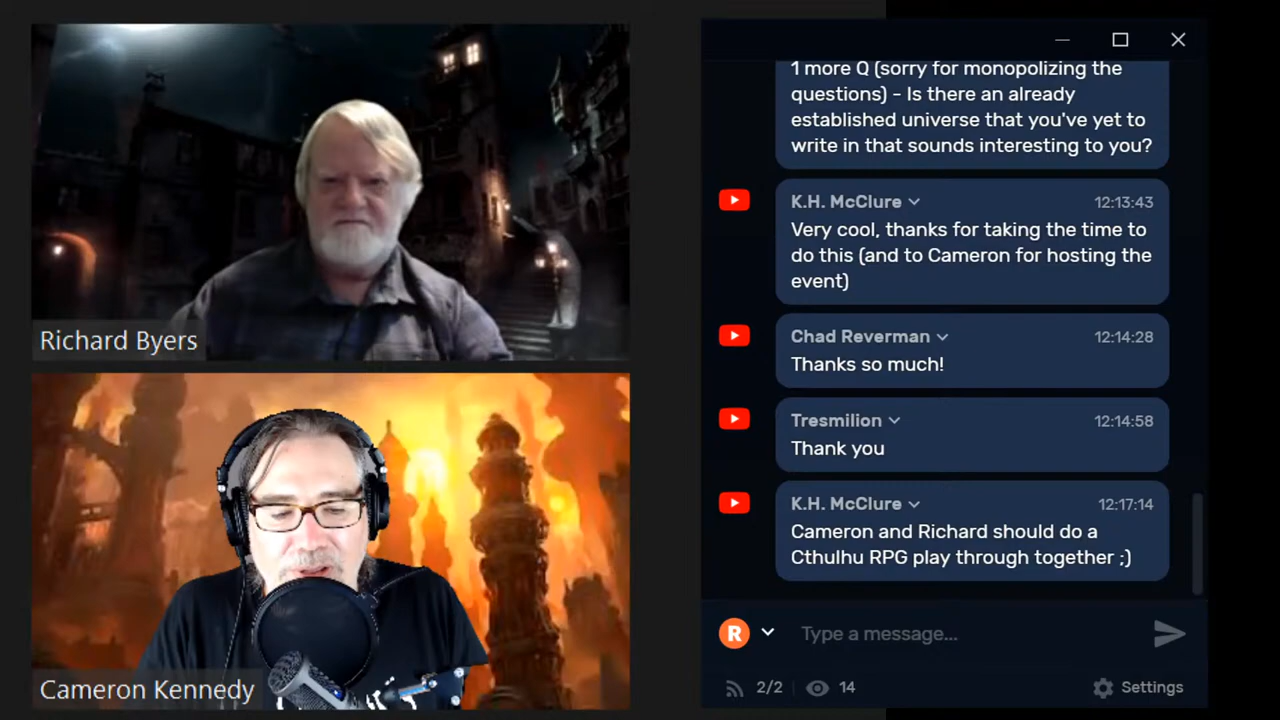 Richard Byers
Cameron Kennedy
1 more Q (sorry for monopolizing the
questions) - Is there an already
established universe that you've yet to
write in that sounds interesting to you?
K.H. McClure 12:13:43
Very cool, thanks for taking the time to
do this (and to Cameron for hosting the
event)
Chad Reverman 12:14:28
Thanks so much!
Tresmilion 12:14:58
Thank you
K.H. McClure 12:17:14
Cameron and Richard should do a
Cthulhu RPG play through together ;)
R Type a message...
2/2 14 Settings